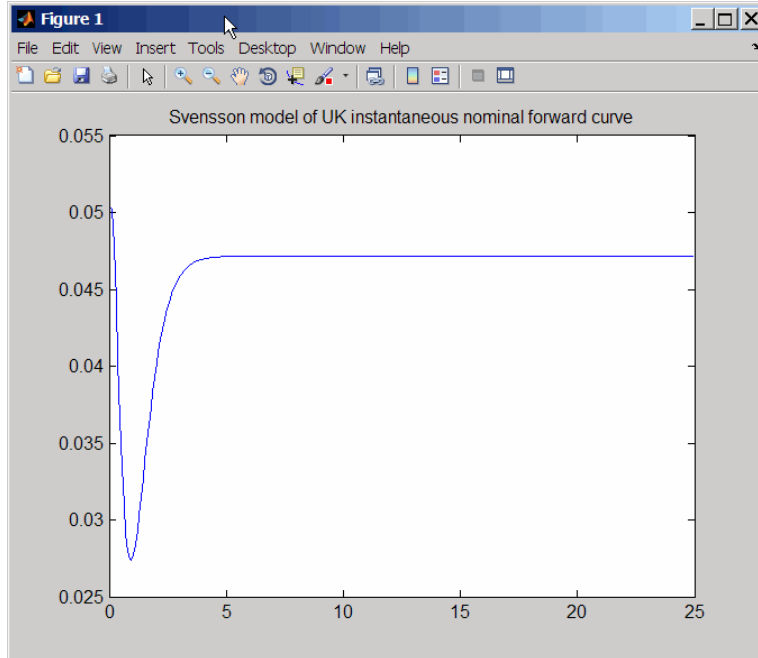 Figure 1
File Edit View Insert Tools Desktop Window Help
Svensson model of UK instantaneous nominal forward curve
0.055
0.05
0.045
0.04
0.035
0.03
0.025
0 5 10 15 20 25